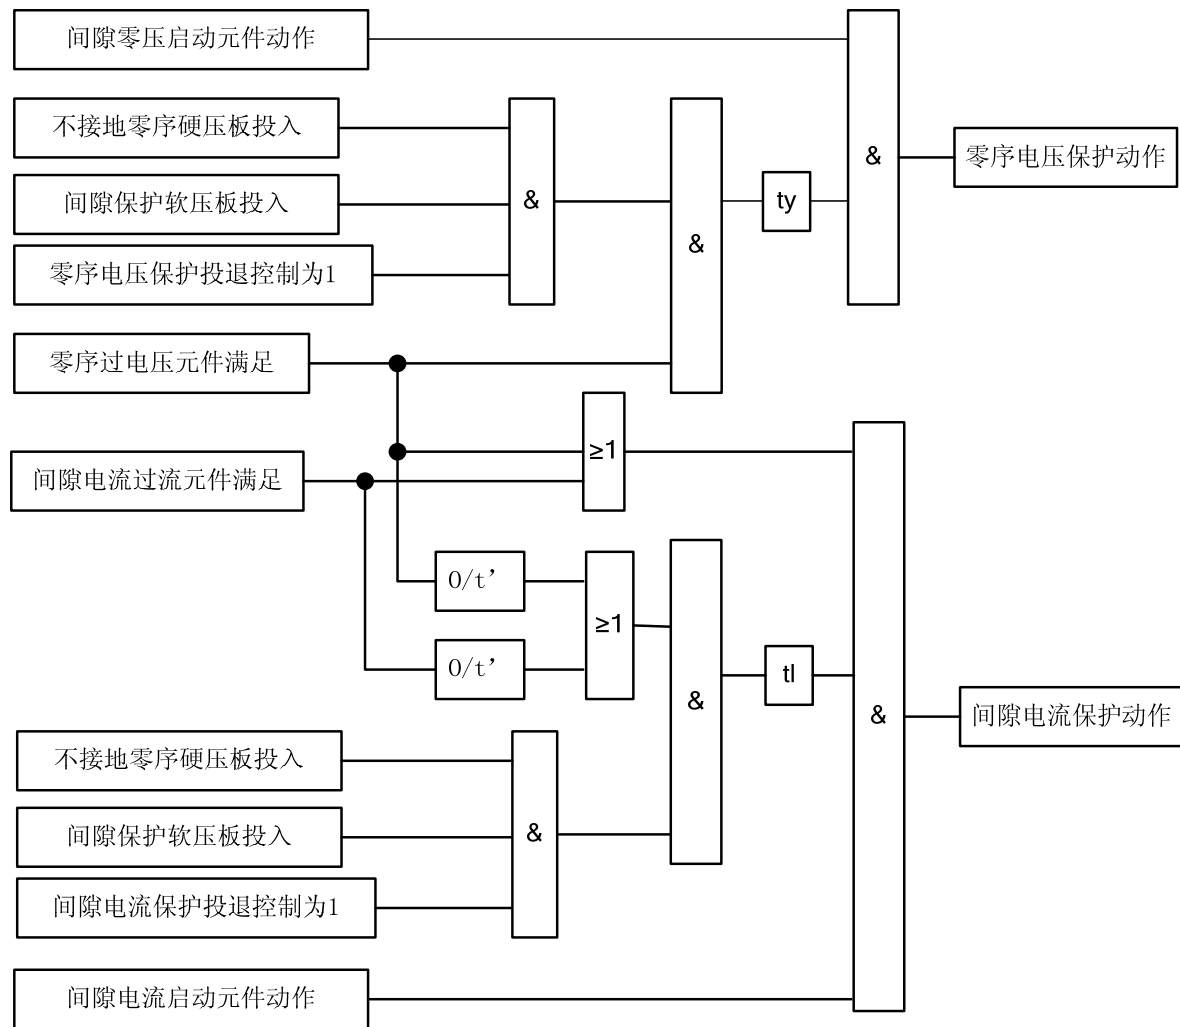 间隙零压启动元件动作
不接地零序硬压板投入
间隙保护软压板投入
零序电压保护投退控制为1
&
&
ty
&
零序电压保护动作
零序过电压元件满足
间隙电流过流元件满足
≥1
0/t’
0/t’
≥1
&
tl
&
间隙电流保护动作
不接地零序硬压板投入
间隙保护软压板投入
间隙电流保护投退控制为1
&
间隙电流启动元件动作